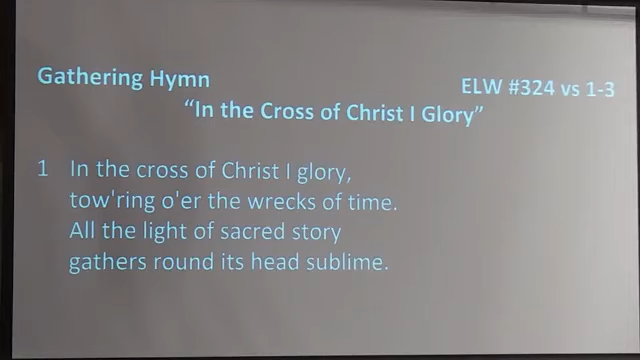 Gathering Hymn
ELW #324 vs 1-3
“In the Cross of Christ I Glory”
1 In the cross of Christ I glory,
tow'ring o'er the wrecks of time.
All the light of sacred story
gathers round its head sublime.